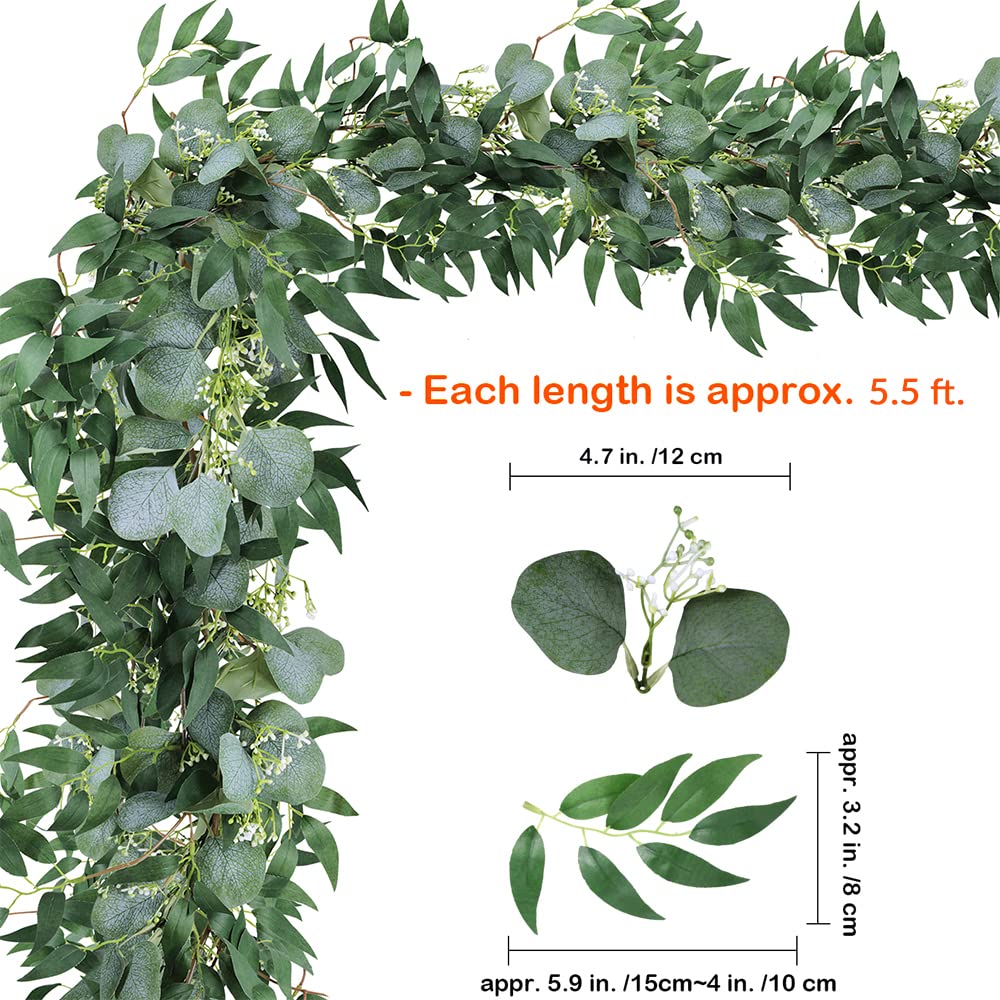 - Each length is approx. 5.5 ft.
4.7 in. /12 cm
appr. 3.2 in. /8 cm
appr. 5.9 in. /15cm~4 in. /10 cm